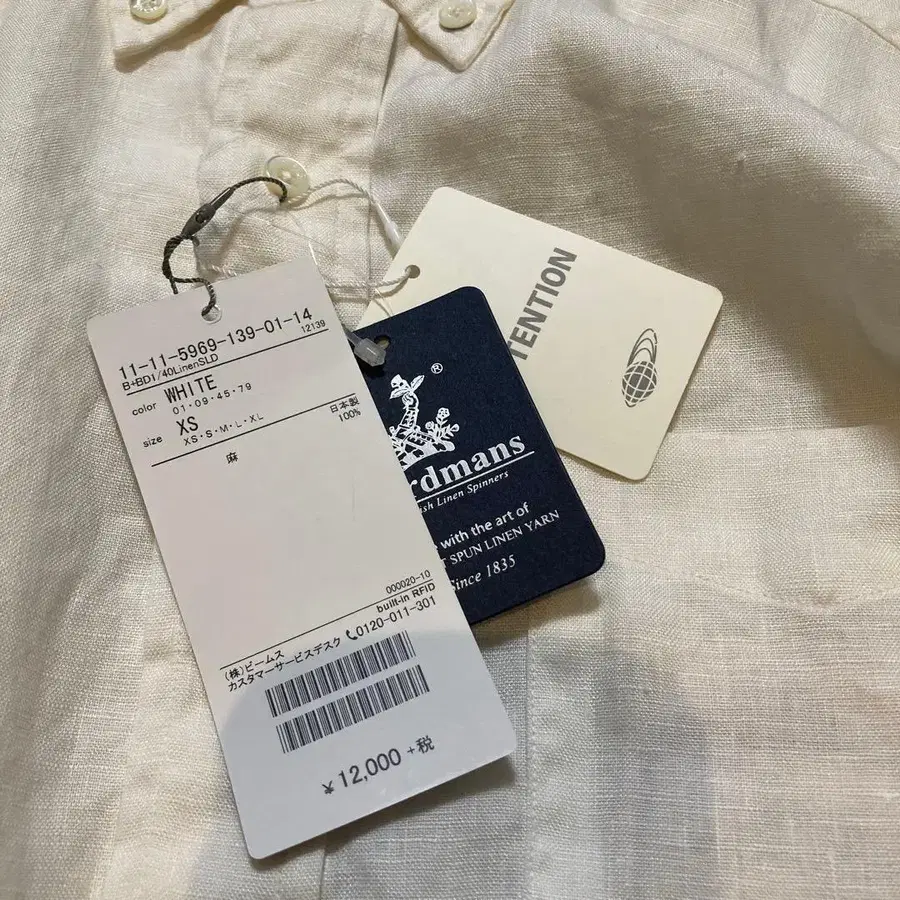 11-11-5969-139-01-14
B+BD1/40LinenSLD 12139
color WHITE
01・09・45・79
size XS 日本製
XS・S・M・L・XL 100%
麻
000020-10
built-in RFID
(株)ビームス
カスタマーサービスデスク 0120-011-301
¥12,000 +税
®
rdmans
ish Linen Spinners
with the art of
SPUN LINEN YARN
Since 1835
TENTION